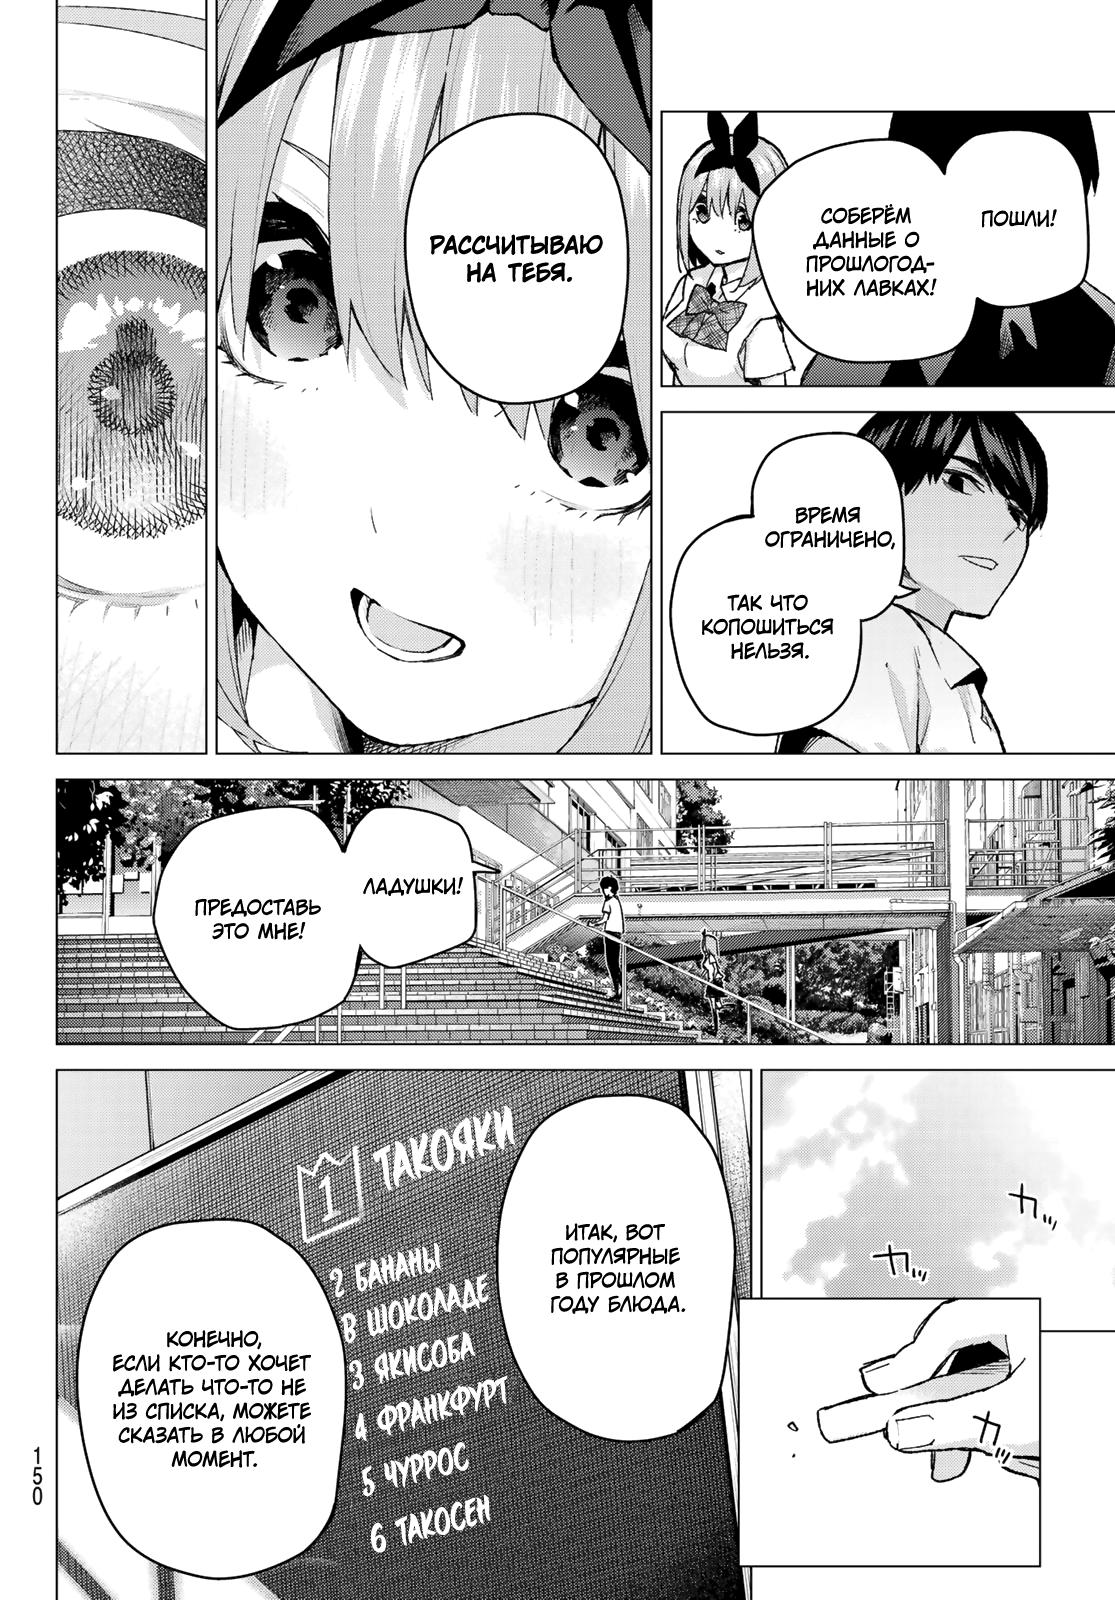 ПОШЛИ!
СОБЕРЁМ
ДАННЫЕ О
ПРОШЛОГОД-
НИХ ЛАВКАХ!
ВРЕМЯ
ОГРАНИЧЕНО,
ТАК ЧТО
КОПОШИТЬСЯ
НЕЛЬЗЯ.
РАССЧИТЫВАЮ
НА ТЕБЯ.
ЛАДУШКИ!
ПРЕДОСТАВЬ
ЭТО МНЕ!
カッ
カッ
カッ
ИТАК, ВОТ
ПОПУЛЯРНЫЕ
В ПРОШЛОМ
ГОДУ БЛЮДА.
1 ТАКОЯКИ
2 БАНАНЫ
В ШОКОЛАДЕ
3 ЯКИСОБА
4 ФРАНКФУРТ
5 ЧУРРОС
6 ТАКОСЕН
КОНЕЧНО,
ЕСЛИ КТО-ТО ХОЧЕТ
ДЕЛАТЬ ЧТО-ТО НЕ
ИЗ СПИСКА, МОЖЕТЕ
СКАЗАТЬ В ЛЮБОЙ
МОМЕНТ.
150